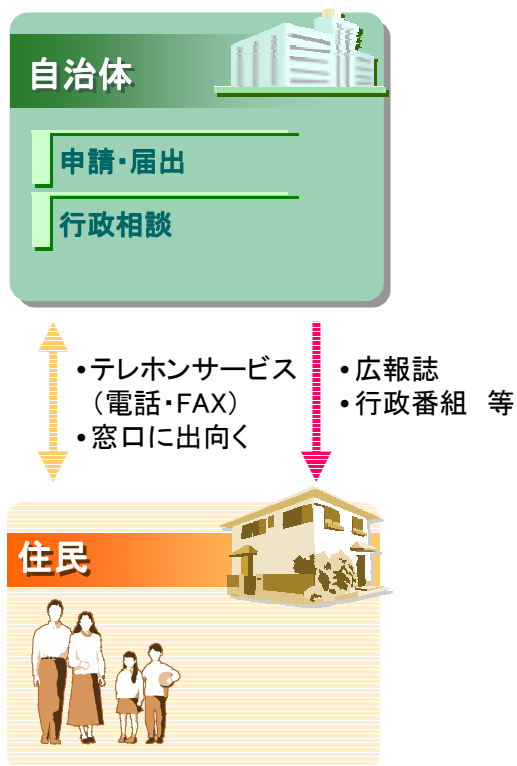 自治体
申請・届出
行政相談
・テレホンサービス
（電話・FAX）
・窓口に出向く
・広報誌
・行政番組　等
住民